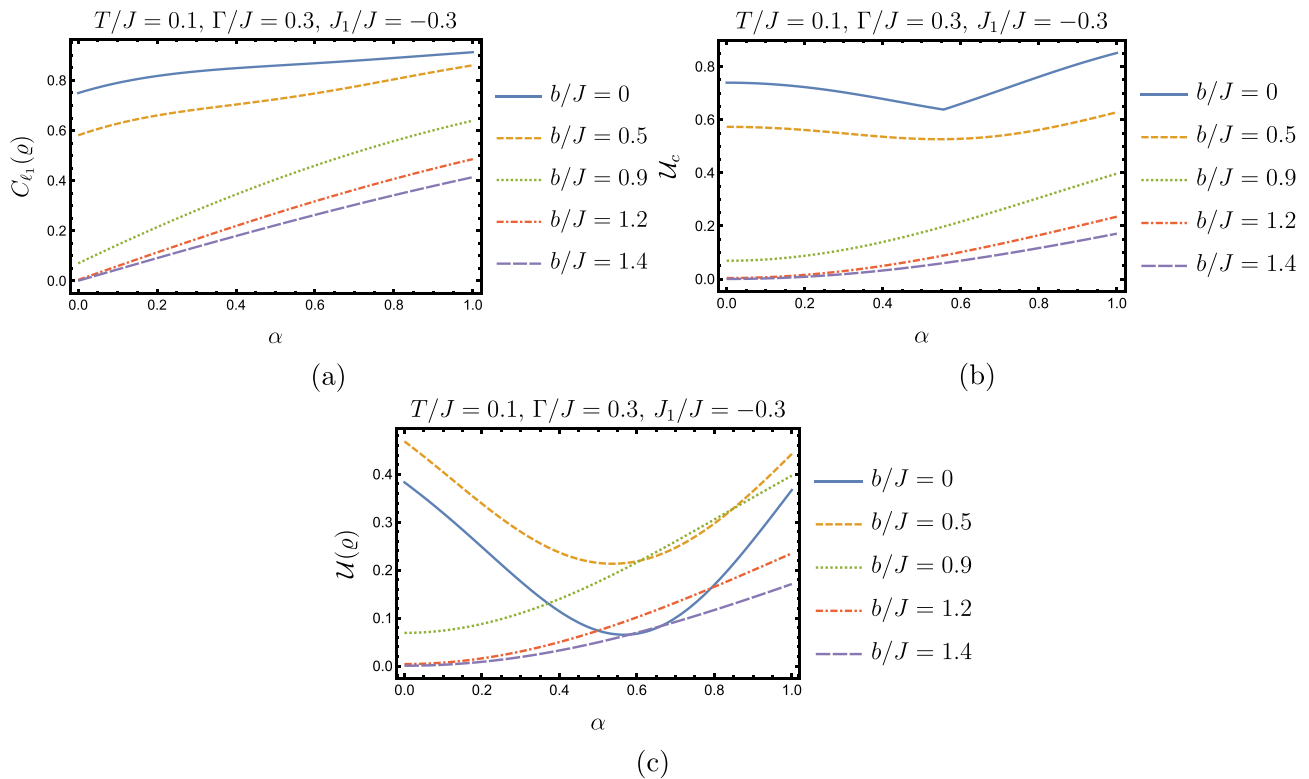 T/J = 0.1, Γ/J = 0.3, J₁/J = −0.3
0.8
0.6
0.4
0.2
0.0
C_{ℓ₁}(ϱ)
0.0 0.2 0.4 0.6 0.8 1.0
α
b/J = 0
b/J = 0.5
b/J = 0.9
b/J = 1.2
b/J = 1.4
(a)
T/J = 0.1, Γ/J = 0.3, J₁/J = −0.3
0.8
0.6
0.4
0.2
0.0
𝒰_c
0.0 0.2 0.4 0.6 0.8 1.0
α
b/J = 0
b/J = 0.5
b/J = 0.9
b/J = 1.2
b/J = 1.4
(b)
T/J = 0.1, Γ/J = 0.3, J₁/J = −0.3
0.4
0.3
0.2
0.1
0.0
𝒰(ϱ)
0.0 0.2 0.4 0.6 0.8 1.0
α
b/J = 0
b/J = 0.5
b/J = 0.9
b/J = 1.2
b/J = 1.4
(c)